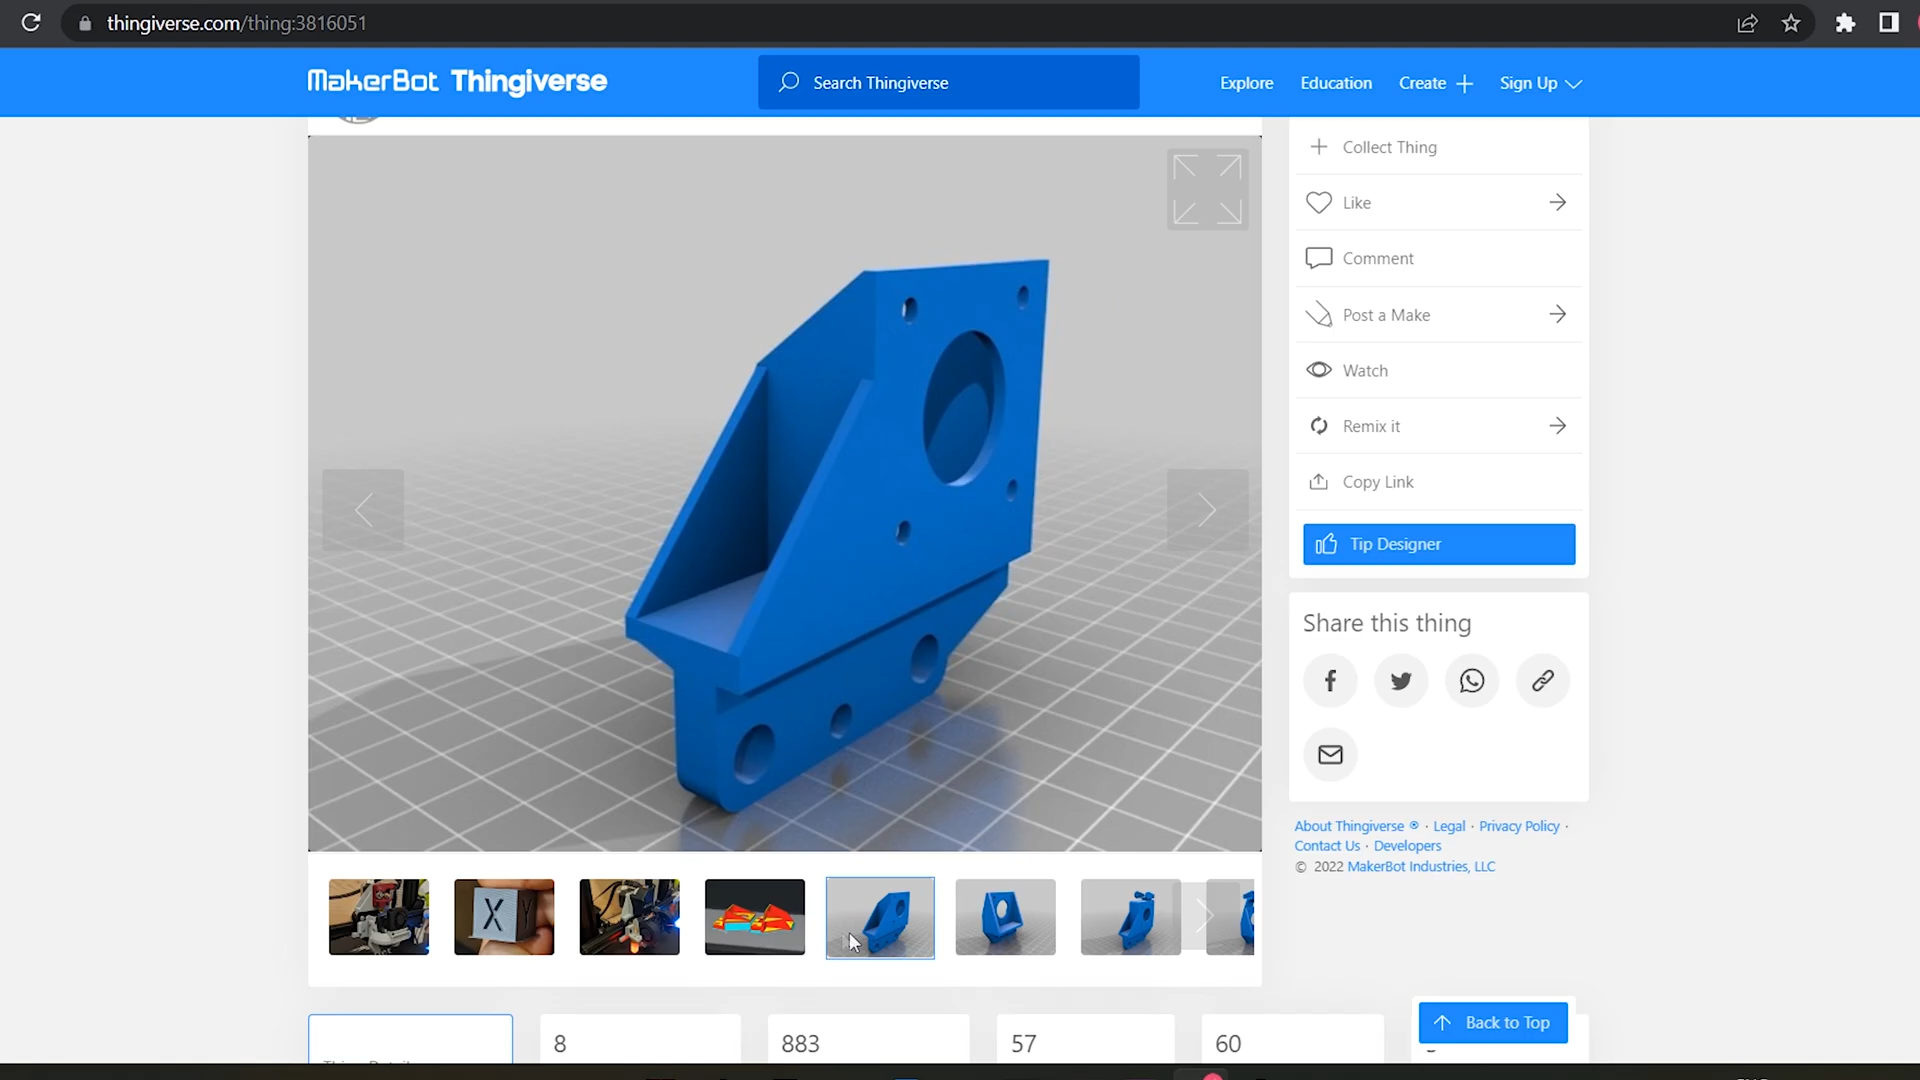 thingiverse.com/thing:3816051
MakerBot Thingiverse
Search Thingiverse
Explore
Education
Create
Sign Up
Collect Thing
Like
Comment
Post a Make
Watch
Remix it
Copy Link
Tip Designer
Share this thing
About Thingiverse ® · Legal · Privacy Policy ·
Contact Us · Developers
© 2022 MakerBot Industries, LLC
X Y
8
883
57
60
Back to Top